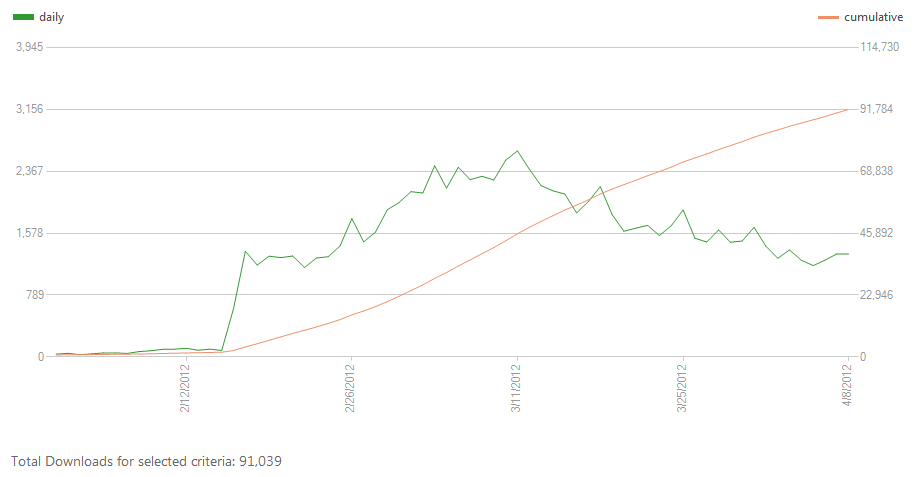 daily cumulative
3,945 114,730
3,156 91,784
2,367 68,838
1,578 45,892
789 22,946
0 0
2/12/2012 2/26/2012 3/11/2012 3/25/2012 4/8/2012
Total Downloads for selected criteria: 91,039